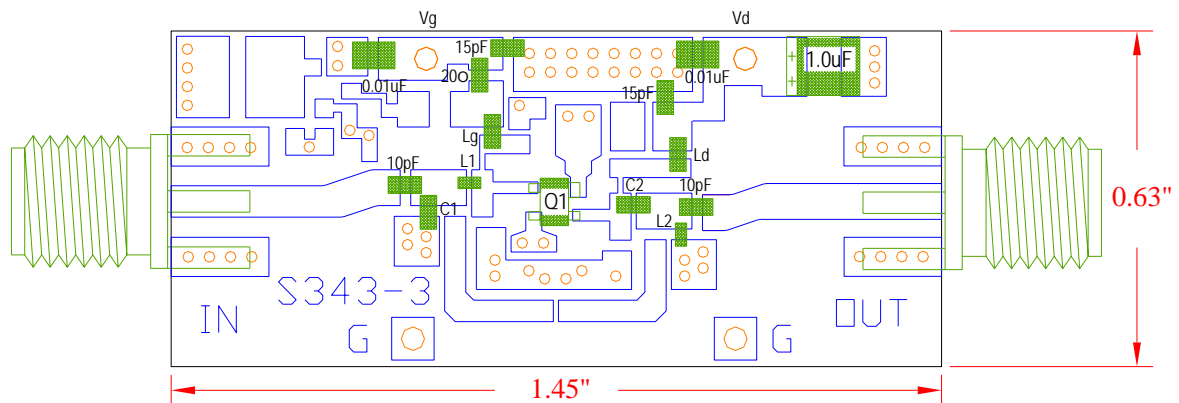 Vg
Vd
15pF
1.0uF
+
+
20o
0.01uF
0.01uF
15pF
Lg
Ld
10pF
L1
C2
10pF
Q1
C1
L2
0.63"
S343-3
IN
OUT
G
G
1.45"